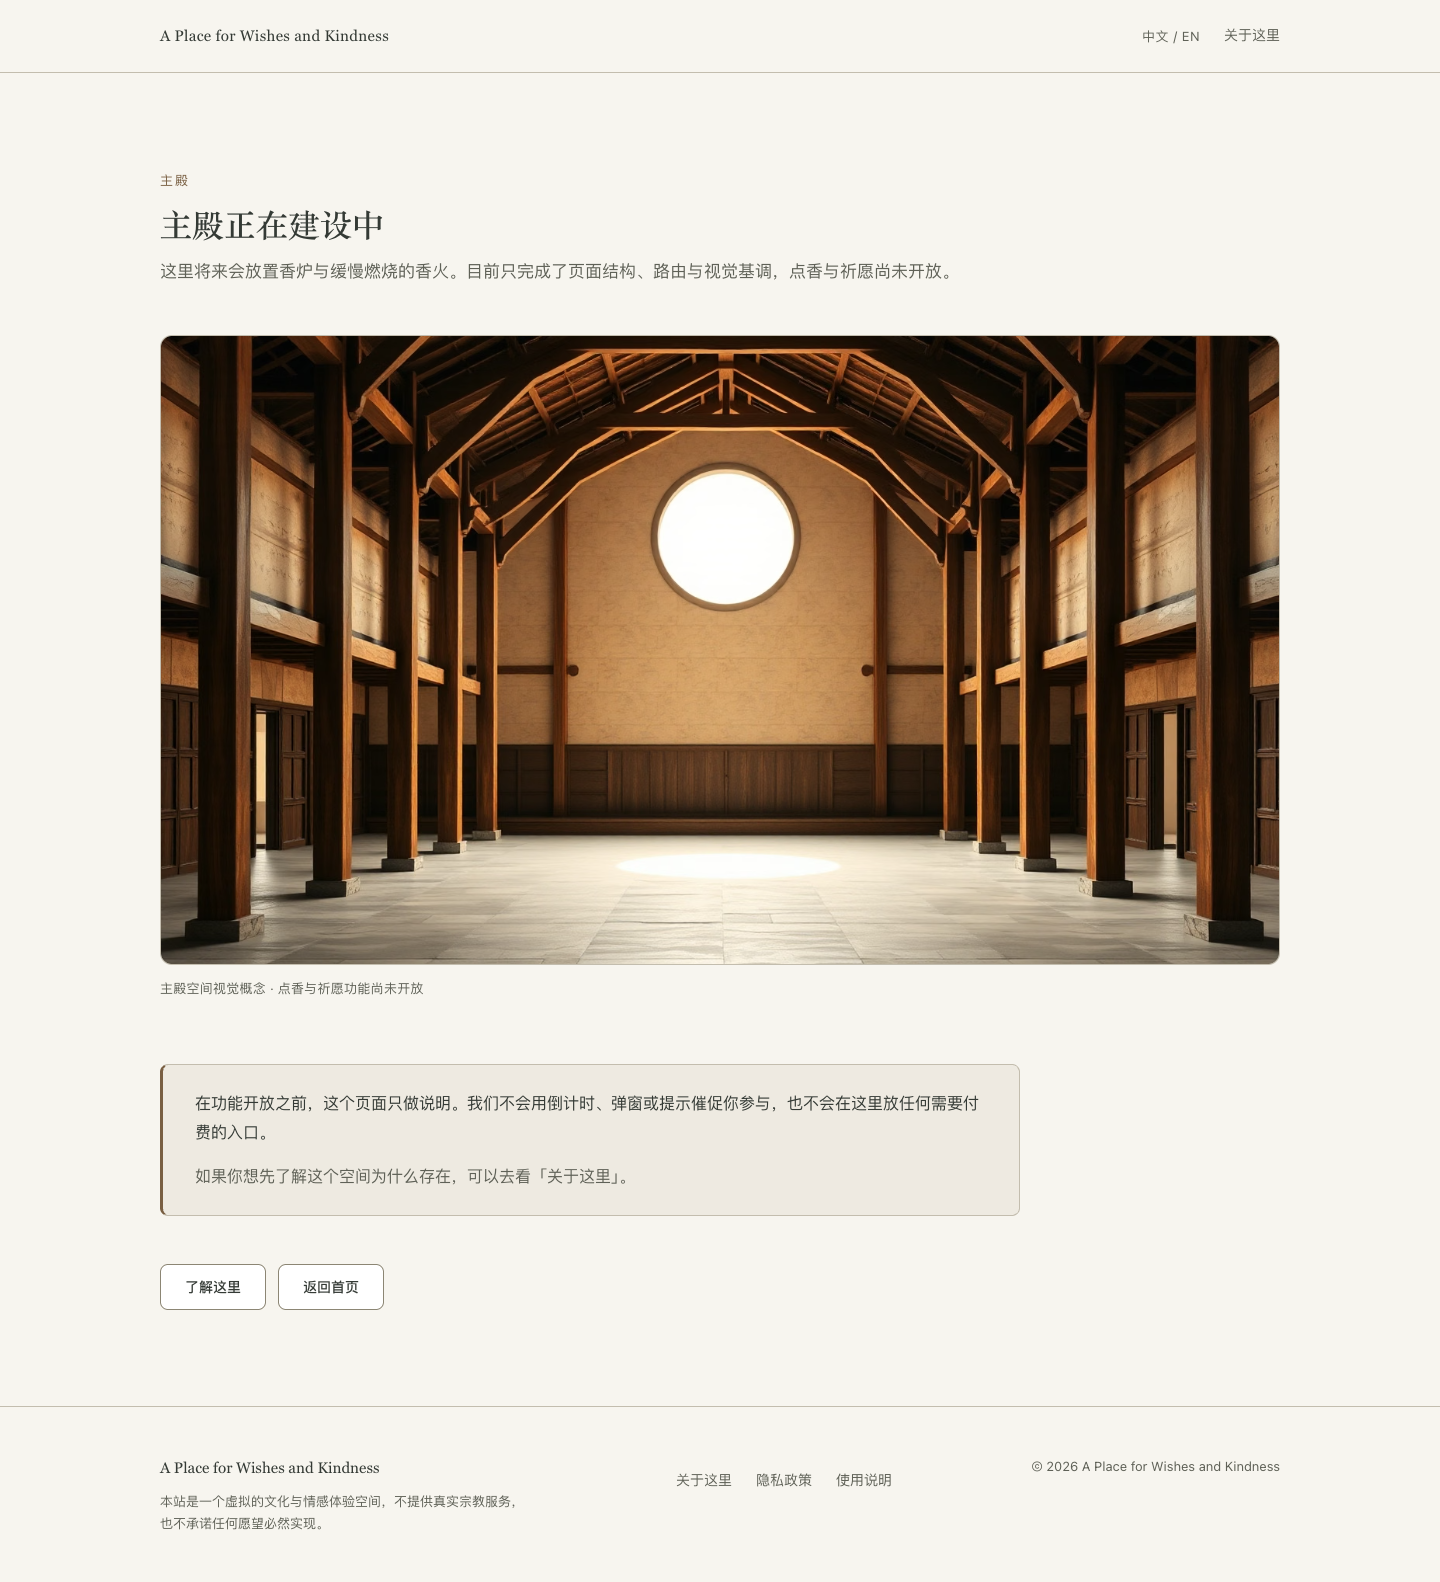 A Place for Wishes and Kindness
中文 / EN
关于这里
主殿
主殿正在建设中
这里将来会放置香炉与缓慢燃烧的香火。目前只完成了页面结构、路由与视觉基调，点香与祈愿尚未开放。
主殿空间视觉概念 · 点香与祈愿功能尚未开放
在功能开放之前，这个页面只做说明。我们不会用倒计时、弹窗或提示催促你参与，也不会在这里放任何需要付
费的入口。
如果你想先了解这个空间为什么存在，可以去看「关于这里」。
了解这里
返回首页
A Place for Wishes and Kindness
本站是一个虚拟的文化与情感体验空间，不提供真实宗教服务，
也不承诺任何愿望必然实现。
关于这里
隐私政策
使用说明
© 2026 A Place for Wishes and Kindness